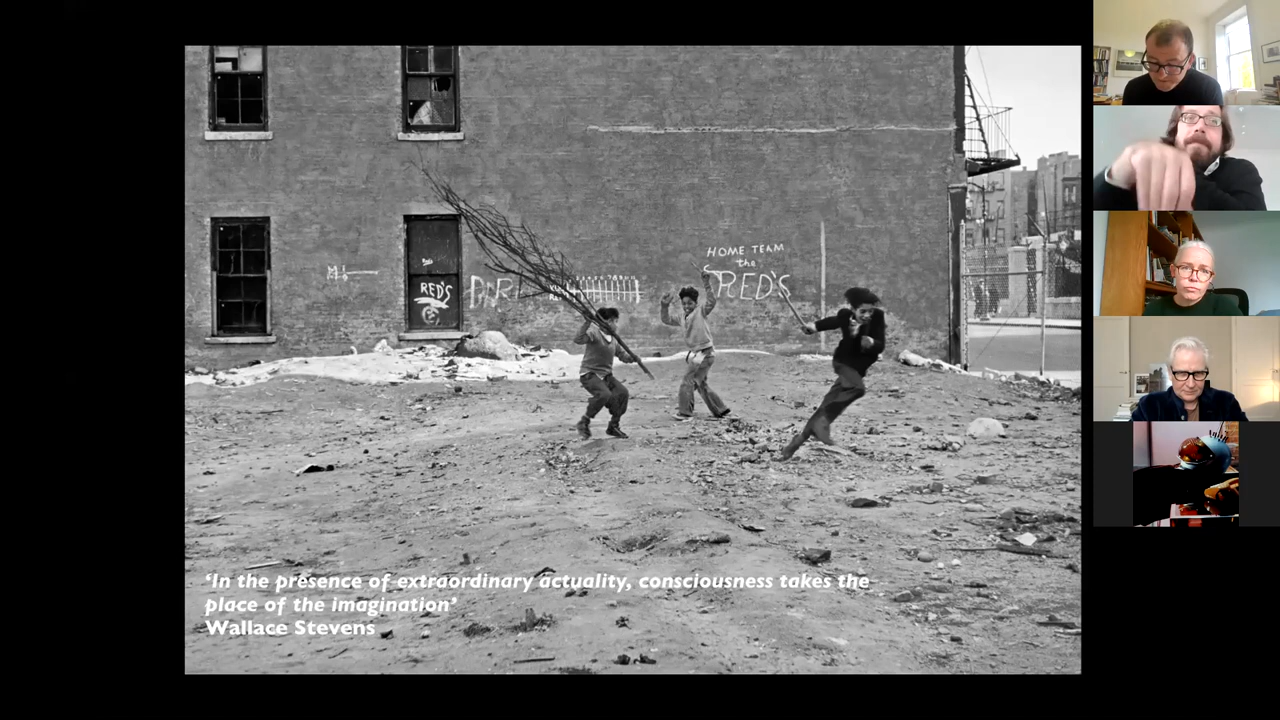 HOME TEAM
the
RED'S
RED'S
'In the presence of extraordinary actuality, consciousness takes the
place of the imagination'
Wallace Stevens